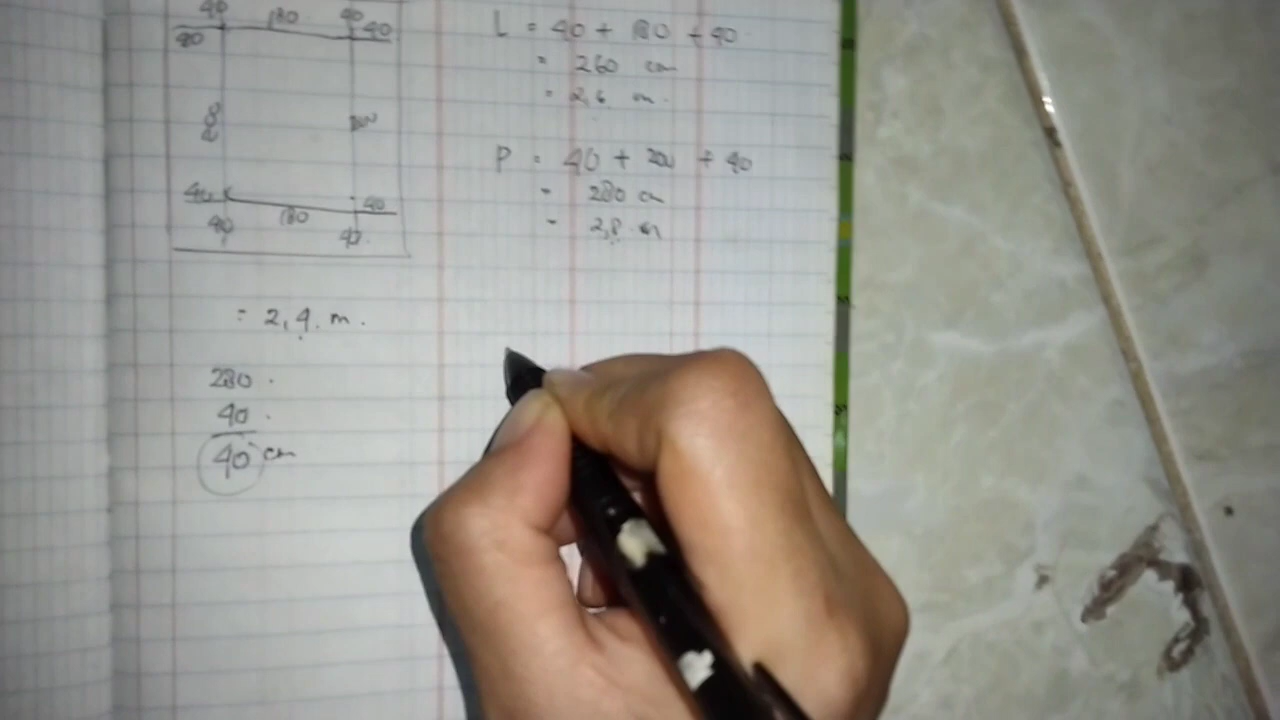 40 180 40
40 40
200 200
40 40
180
40 40
= 2,4 m.
280.
40.
40 cm
L = 40 + 180 + 40
= 260 cm
= 2,6 m.
P = 40 + 200 + 40
= 280 cm
= 2,8 m